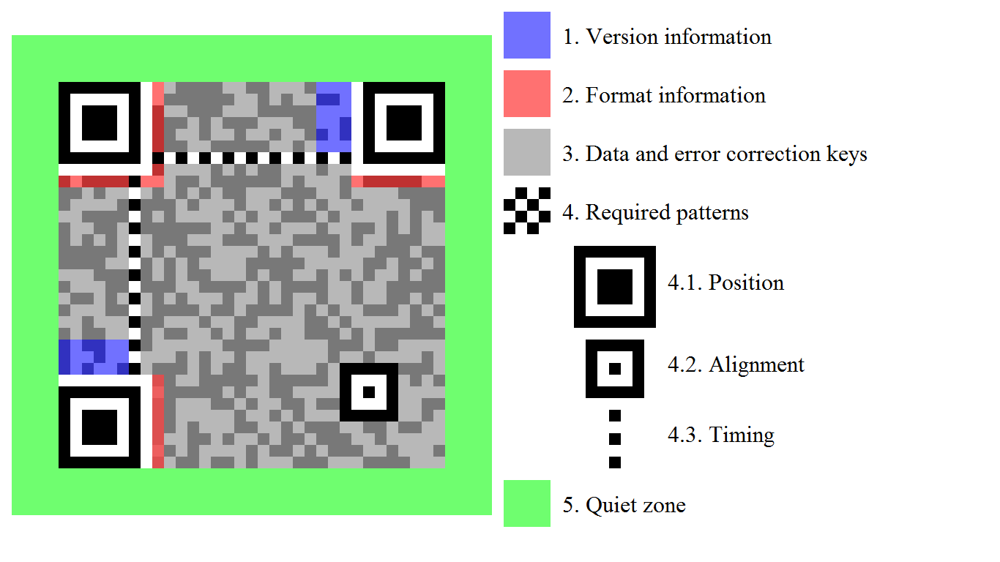 1. Version information
2. Format information
3. Data and error correction keys
4. Required patterns
4.1. Position
4.2. Alignment
4.3. Timing
5. Quiet zone